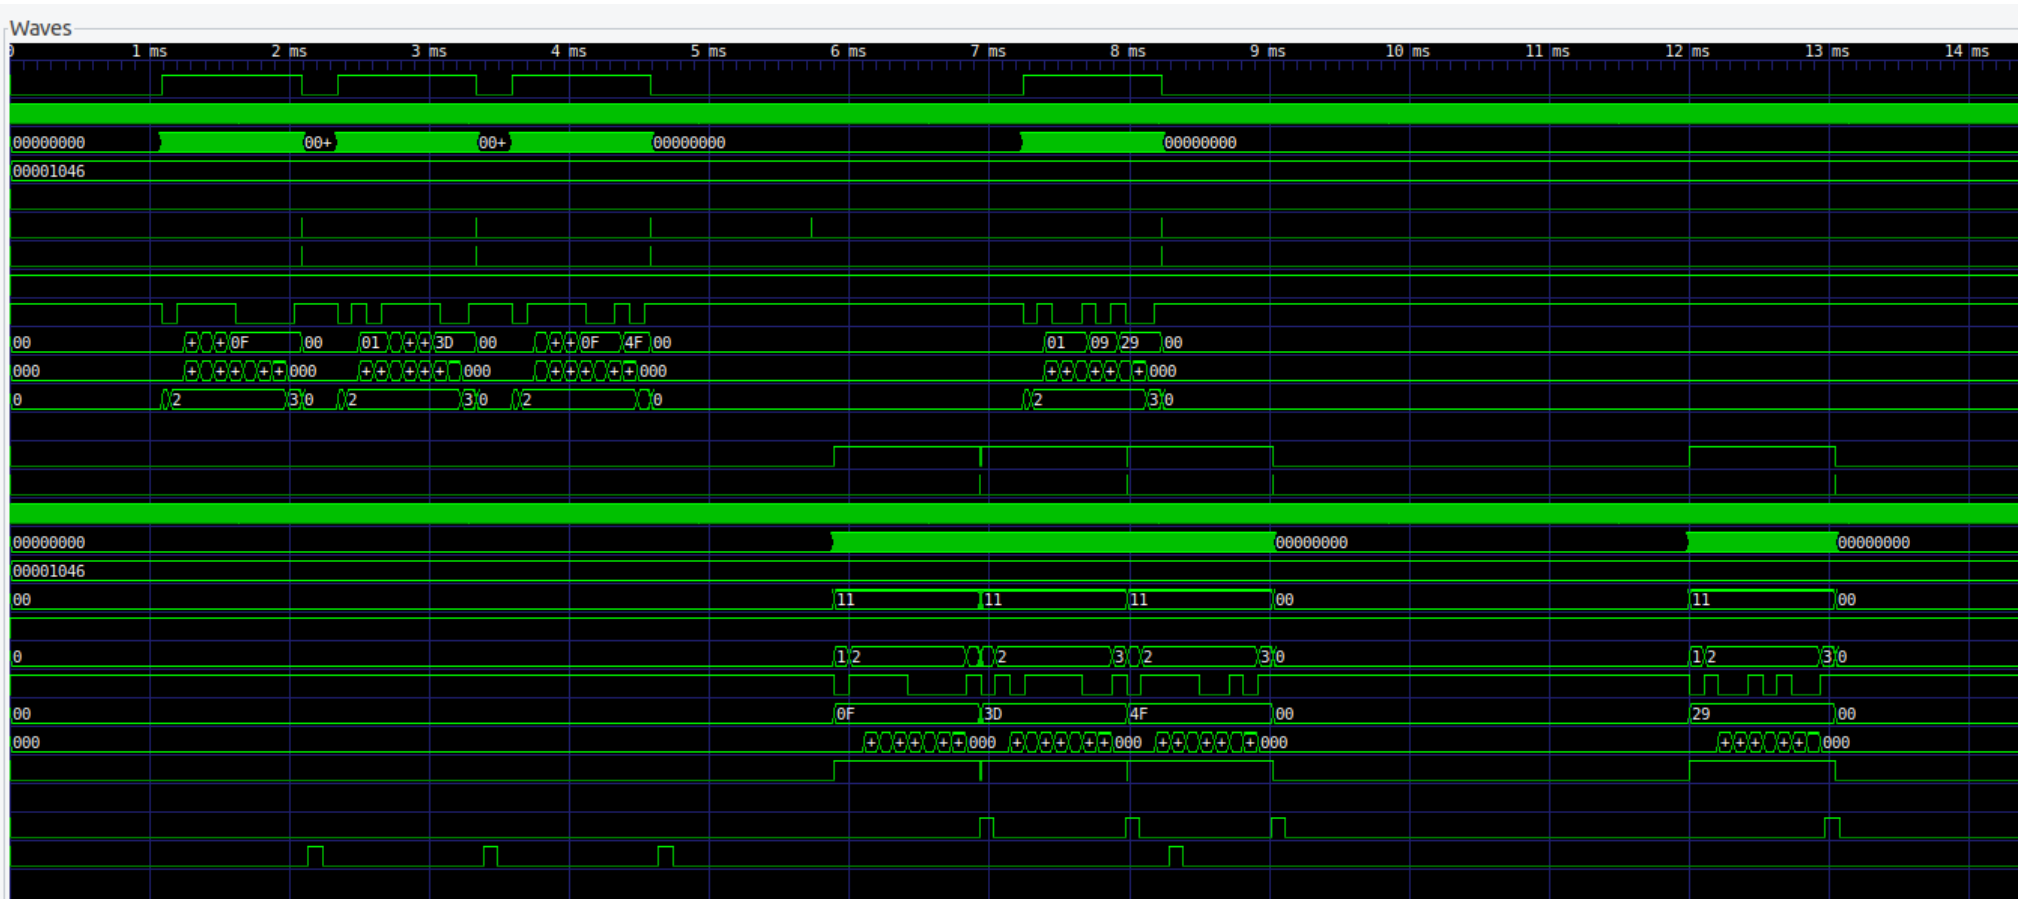 Waves
0 1 ms 2 ms 3 ms 4 ms 5 ms 6 ms 7 ms 8 ms 9 ms 10 ms 11 ms 12 ms 13 ms 14 ms
00000000 00+ 00+ 00000000 00000000
00001046
00 + + 0F 00 01 + + 3D 00 + + 0F 4F 00 01 09 29 00
000 + + + + + 000 + + + + + 000 + + + + + 000 + + + + + 000
0 2 3 0 2 3 0 2 0 2 3 0
00000000 00000000 00000000
00001046
00 11 11 11 00 11 00
0 1 2 2 3 2 3 0 1 2 3 0
00 0F 3D 4F 00 29 00
000 + + + + + 000 + + + + + 000 + + + + + 000 + + + + + 000